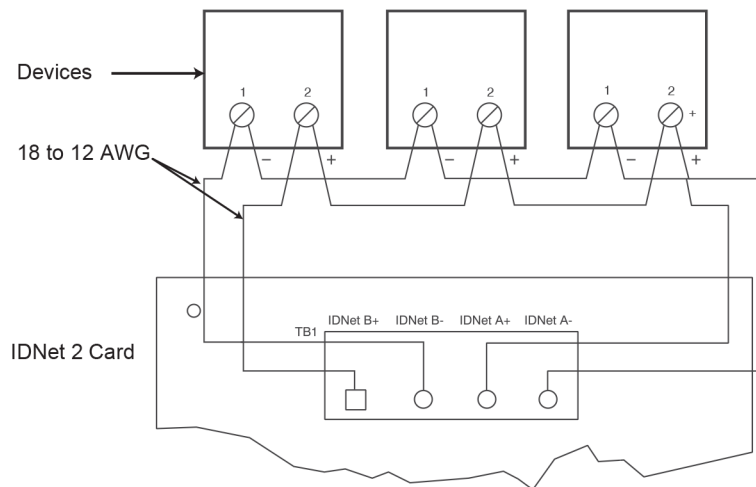 1 2 1 2 1 2 +
Devices
18 to 12 AWG
− + − + − +
IDNet B+ IDNet B- IDNet A+ IDNet A-
TB1
IDNet 2 Card